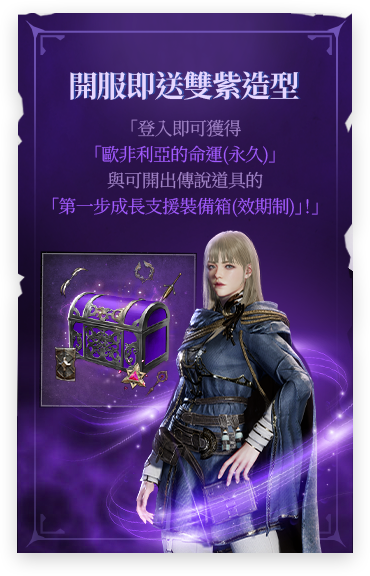 開服即送雙紫造型
「登入即可獲得
「歐非利亞的命運(永久)」
與可開出傳說道具的
「第一步成長支援裝備箱(效期制)」!」